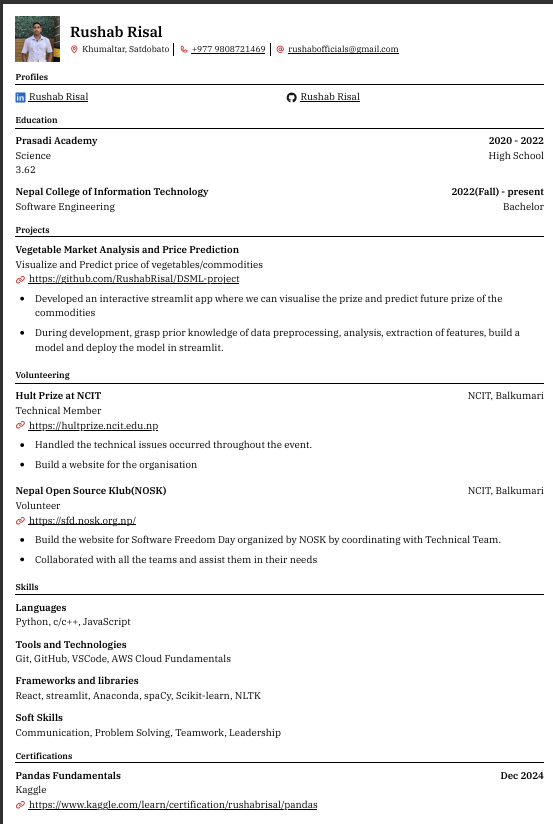 Rushab Risal
Khumaltar, Satdobato | +977 9808721469 | rushabofficials@gmail.com
Profiles
Rushab Risal Rushab Risal
Education
Prasadi Academy 2020 - 2022
Science High School
3.62
Nepal College of Information Technology 2022(Fall) - present
Software Engineering Bachelor
Projects
Vegetable Market Analysis and Price Prediction
Visualize and Predict price of vegetables/commodities
https://github.com/RushabRisal/DSML-project
• Developed an interactive streamlit app where we can visualise the prize and predict future prize of the
commodities
• During development, grasp prior knowledge of data preprocessing, analysis, extraction of features, build a
model and deploy the model in streamlit.
Volunteering
Hult Prize at NCIT NCIT, Balkumari
Technical Member
https://hultprize.ncit.edu.np
• Handled the technical issues occurred throughout the event.
• Build a website for the organisation
Nepal Open Source Klub(NOSK) NCIT, Balkumari
Volunteer
https://sfd.nosk.org.np/
• Build the website for Software Freedom Day organized by NOSK by coordinating with Technical Team.
• Collaborated with all the teams and assist them in their needs
Skills
Languages
Python, c/c++, JavaScript
Tools and Technologies
Git, GitHub, VSCode, AWS Cloud Fundamentals
Frameworks and libraries
React, streamlit, Anaconda, spaCy, Scikit-learn, NLTK
Soft Skills
Communication, Problem Solving, Teamwork, Leadership
Certifications
Pandas Fundamentals Dec 2024
Kaggle
https://www.kaggle.com/learn/certification/rushabrisal/pandas